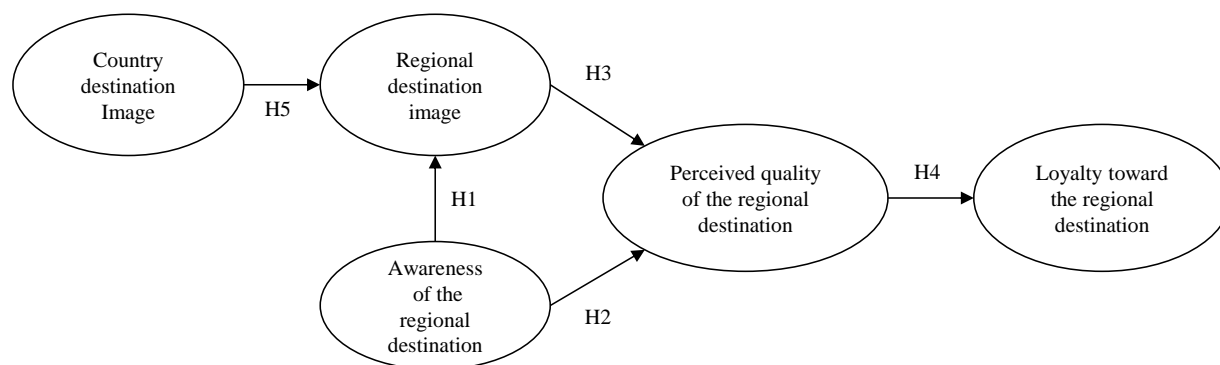 Country
destination
Image
H5
Regional
destination
image
H3
H1
Awareness
of the
regional
destination
H2
Perceived quality
of the regional
destination
H4
Loyalty toward
the regional
destination